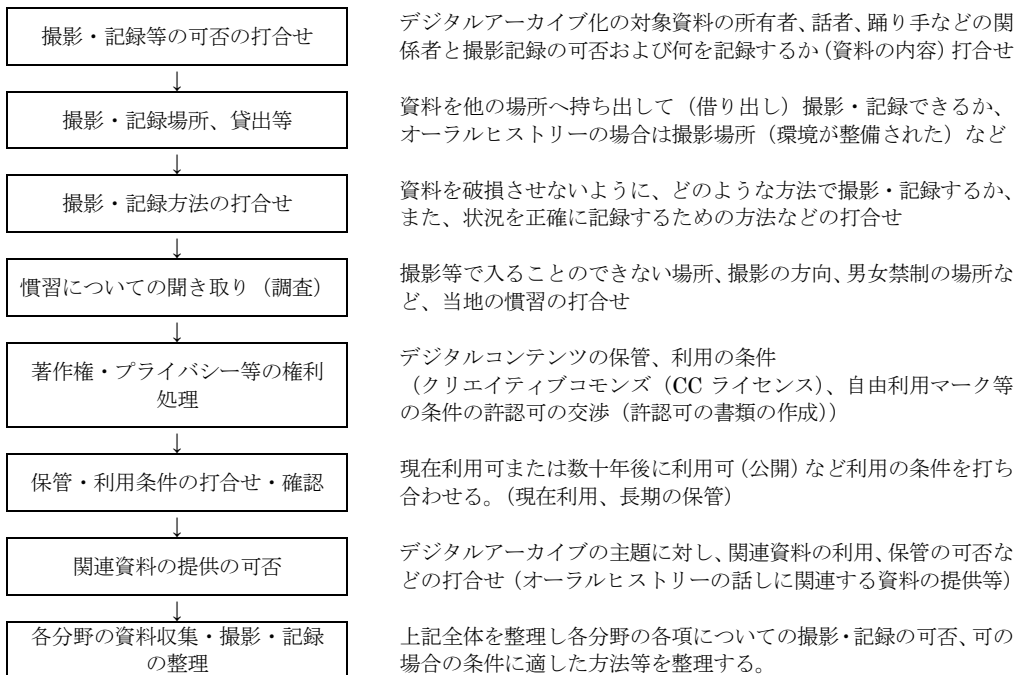 撮影・記録等の可否の打合せ
デジタルアーカイブ化の対象資料の所有者、話者、踊り手などの関
係者と撮影記録の可否および何を記録するか（資料の内容）打合せ
↓
撮影・記録場所、貸出等
資料を他の場所へ持ち出して（借り出し）撮影・記録できるか、
オーラルヒストリーの場合は撮影場所（環境が整備された）など
↓
撮影・記録方法の打合せ
資料を破損させないように、どのような方法で撮影・記録するか、
また、状況を正確に記録するための方法などの打合せ
↓
慣習についての聞き取り（調査）
撮影等で入ることのできない場所、撮影の方向、男女禁制の場所な
ど、当地の慣習の打合せ
↓
著作権・プライバシー等の権利
処理
デジタルコンテンツの保管、利用の条件
（クリエイティブコモンズ（CC ライセンス）、自由利用マーク等
の条件の許認可の交渉（許認可の書類の作成））
↓
保管・利用条件の打合せ・確認
現在利用可または数十年後に利用可（公開）など利用の条件を打ち
合わせる。（現在利用、長期の保管）
↓
関連資料の提供の可否
デジタルアーカイブの主題に対し、関連資料の利用、保管の可否な
どの打合せ（オーラルヒストリーの話しに関連する資料の提供等）
↓
各分野の資料収集・撮影・記録
の整理
上記全体を整理し各分野の各項についての撮影・記録の可否、可の
場合の条件に適した方法等を整理する。